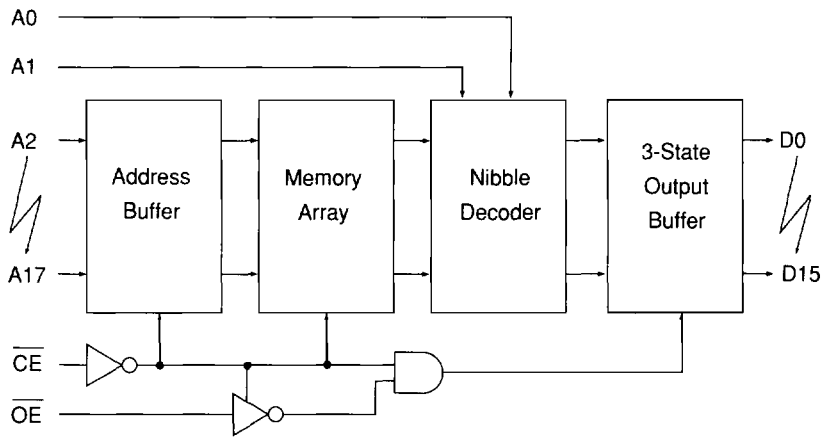 A0
A1
A2
A17
Address
Buffer
Memory
Array
Nibble
Decoder
3-State
Output
Buffer
D0
D15
CE
OE